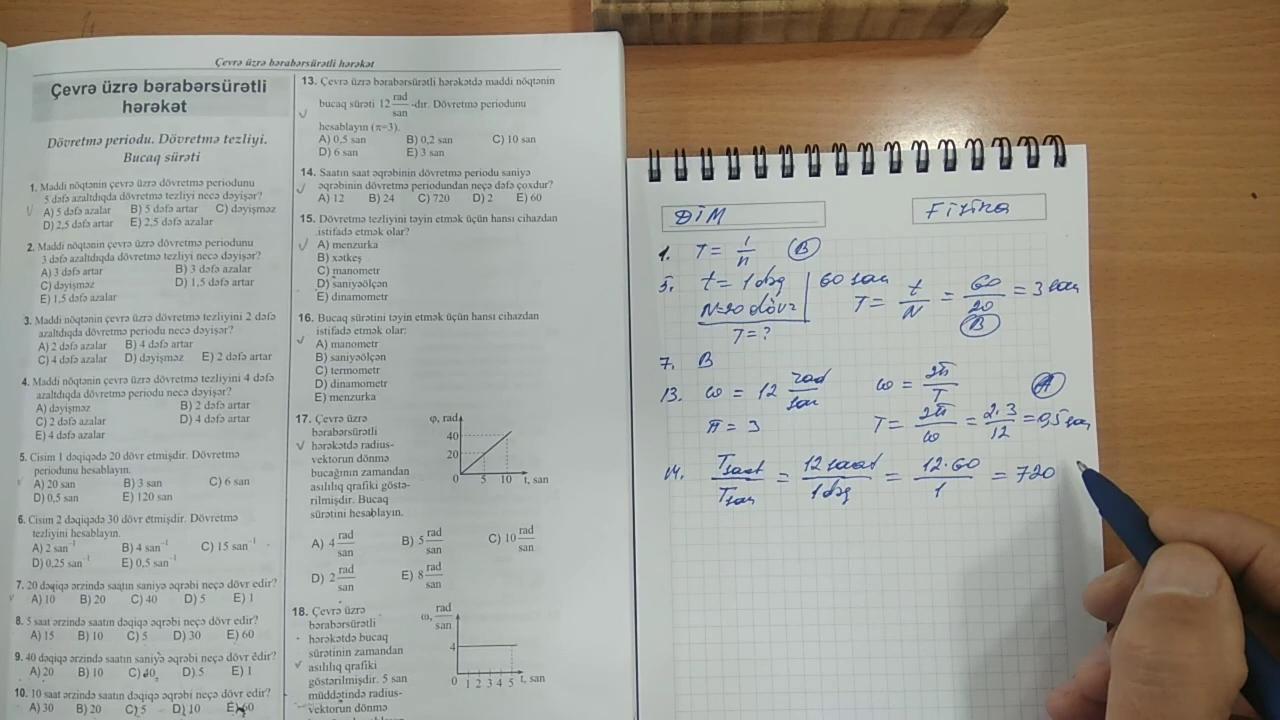 Çevrə üzrə bərabərsürətli hərəkət
Çevrə üzrə bərabərsürətli
hərəkət
Dövretmə periodu. Dövretmə tezliyi.
Bucaq sürəti
1. Maddi nöqtənin çevrə üzrə dövretmə periodunu
5 dəfə azaltdıqda dövretmə tezliyi necə dəyişər?
A) 5 dəfə azalar B) 5 dəfə artar C) dəyişməz
D) 2,5 dəfə artar E) 2,5 dəfə azalar
2. Maddi nöqtənin çevrə üzrə dövretmə periodunu
3 dəfə azaltdıqda dövretmə tezliyi necə dəyişər?
A) 3 dəfə artar B) 3 dəfə azalar
C) dəyişməz D) 1,5 dəfə artar
E) 1,5 dəfə azalar
3. Maddi nöqtənin dövretmə tezliyini 2 dəfə
azaltdıqda dövretmə periodu necə dəyişər?
A) 2 dəfə azalar B) 4 dəfə artar
C) 4 dəfə azalar D) dəyişməz E) 2 dəfə artar
4. Maddi nöqtənin dövretmə tezliyini 4 dəfə
azaltdıqda dövretmə periodu necə dəyişər?
A) dəyişməz B) 2 dəfə artar
C) 2 dəfə azalar D) 4 dəfə artar
E) 4 dəfə azalar
5. Cisim 1 dəqiqədə 20 dövr etmişdir. Dövretmə
periodunu hesablayın.
A) 20 san B) 3 san C) 6 san
D) 0,5 san E) 120 san
6. Cisim 2 dəqiqədə 30 dövr etmişdir. Dövretmə
tezliyini hesablayın.
A) 2 san⁻¹ B) 4 san⁻¹ C) 15 san⁻¹
D) 0,25 san⁻¹ E) 0,5 san⁻¹
7. 20 dəqiqə ərzində saatın saniyə əqrəbi neçə dövr edir?
A) 10 B) 20 C) 40 D) 5 E) 1
8. 5 saat ərzində saatın dəqiqə əqrəbi neçə dövr edir?
A) 15 B) 10 C) 5 D) 30 E) 60
9. 40 dəqiqə ərzində saatın saniyə əqrəbi neçə dövr edir?
A) 20 B) 10 C) 40 D) 5 E) 1
10. 10 saat ərzində saatın dəqiqə əqrəbi neçə dövr edir?
A) 30 B) 20 C) 5 D) 10 E) 60
13. Çevrə üzrə bərabərsürətli hərəkətdə maddi nöqtənin
bucaq sürəti 12 rad/san -dır. Dövretmə periodunu
hesablayın (π=3).
A) 0,5 san B) 0,2 san C) 10 san
D) 6 san E) 3 san
14. Saatın saat əqrəbinin dövretmə periodu saniyə
əqrəbinin dövretmə periodundan neçə dəfə çoxdur?
A) 12 B) 24 C) 720 D) 2 E) 60
15. Dövretmə tezliyini təyin etmək üçün hansı cihazdan
istifadə etmək olar?
A) menzurka
B) xətkeş
C) manometr
D) saniyəölçən
E) dinamometr
16. Bucaq sürətini təyin etmək üçün hansı cihazdan
istifadə etmək olar:
A) manometr
B) saniyəölçən
C) termometr
D) dinamometr
E) menzurka
17. Çevrə üzrə
bərabərsürətli
hərəkətdə radius-
vektorun dönmə
bucağının zamandan
asılılıq qrafiki göstə-
rilmişdir. Bucaq
sürətini hesablayın.
φ, rad
40
20
0 5 10 t, san
A) 4 rad/san B) 5 rad/san C) 10 rad/san
D) 2 rad/san E) 8 rad/san
18. Çevrə üzrə
bərabərsürətli
hərəkətdə bucaq
sürətinin zamandan
asılılıq qrafiki
göstərilmişdir. 5 san
müddətində radius-
vektorun dönmə
ω, rad/san
4
0 1 2 3 4 5 t, san
DİM
Fizika
1. T = 1/n B
5. t = 1 dəq 60 san
N=20 dövr T = t/N = 60/20 = 3 san
T = ? B
7. B
13. ω = 12 rad/san ω = 2π/T A
π = 3 T = 2π/ω = 2·3/12 = 0,5 san
14. Tsaat/Tsan = 12 saat/1 dəq = 12·60/1 = 720